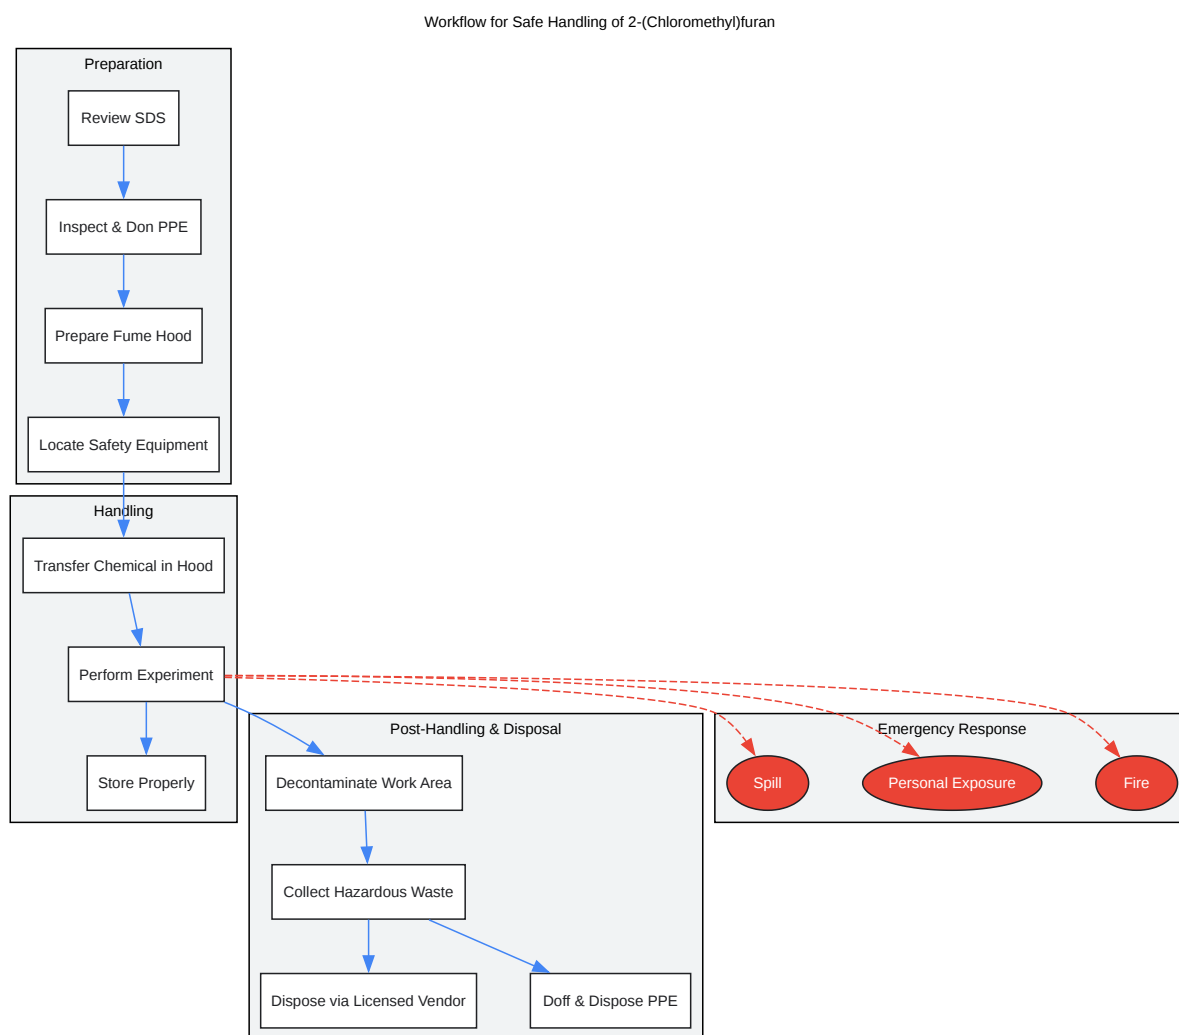 Workflow for Safe Handling of 2-(Chloromethyl)furan
Preparation
Review SDS
Inspect & Don PPE
Prepare Fume Hood
Locate Safety Equipment
Handling
Transfer Chemical in Hood
Perform Experiment
Store Properly
Post-Handling & Disposal
Decontaminate Work Area
Collect Hazardous Waste
Dispose via Licensed Vendor
Doff & Dispose PPE
Emergency Response
Spill
Personal Exposure
Fire